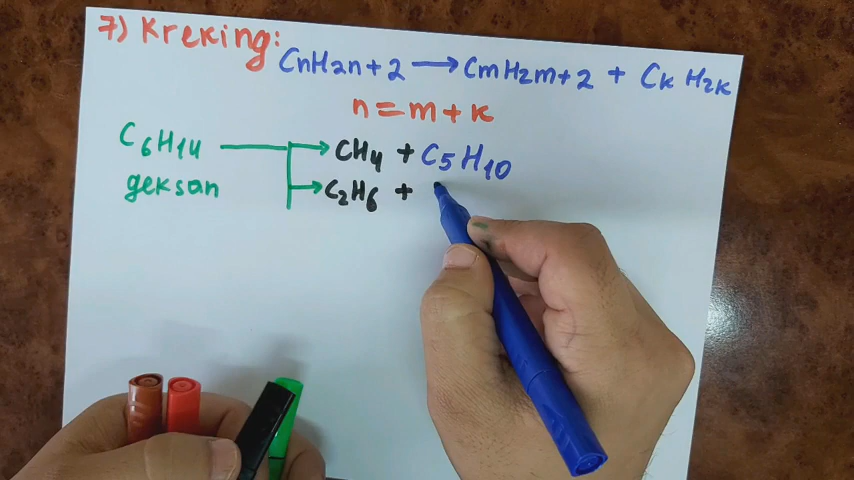 7) Kreking:
CnH2n+2 → CmH2m+2 + CkH2k
n=m+k
C6H14 → CH4 + C5H10
geksan → C2H6 +